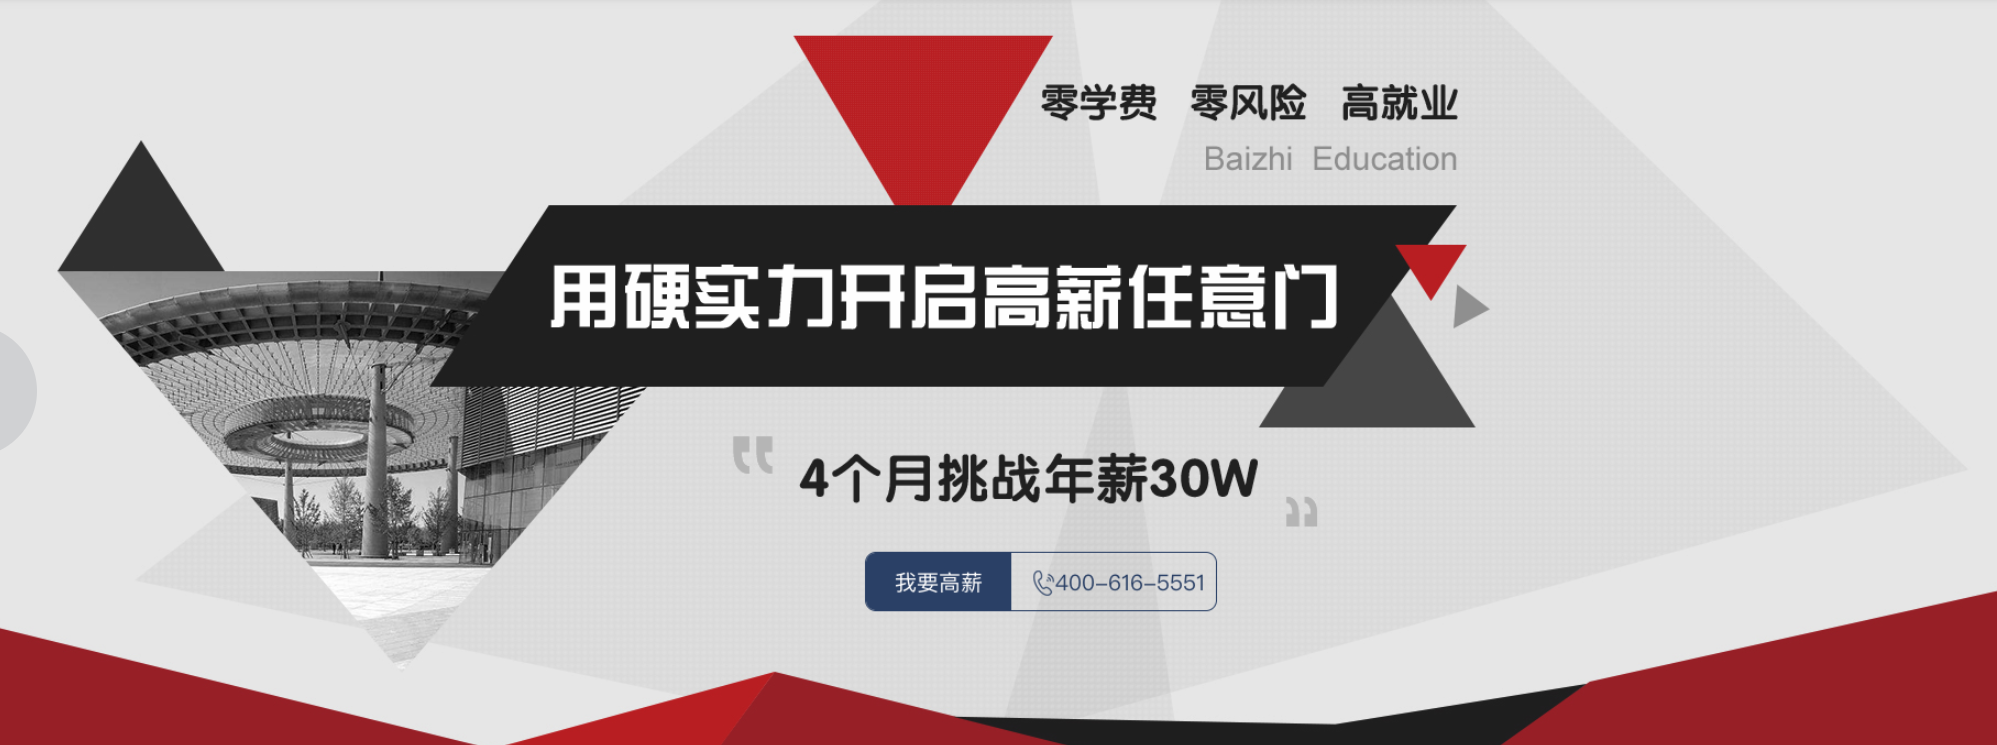 零学费 零风险 高就业
Baizhi Education
用硬实力开启高薪任意门
“4个月挑战年薪30W”
我要高薪 400-616-5551